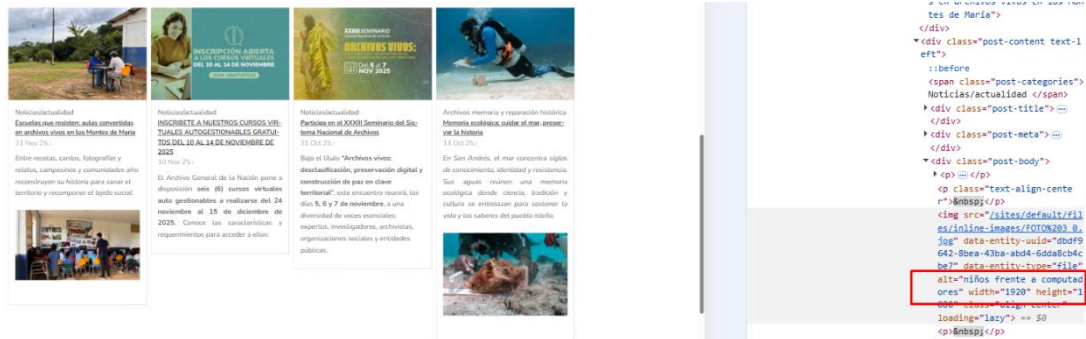 INSCRIPCIÓN ABIERTA
A LOS CURSOS VIRTUALES
DEL 10 AL 14 DE NOVIEMBRE
XXXIII SEMINARIO
ARCHIVOS VIVOS:
Del 5 al 7
NOV 2025
Noticias/actualidad
Escuelas que resisten: aulas convertidas
en archivos vivos en los Montes de María
21 Nov 25
Entre recetas, cantos, fotografías y
relatos, campesinos y comunidades afro
reconstruyen su historia para sanar el
territorio y recomponer el tejido social.
Noticias/actualidad
INSCRIBETE A NUESTROS CURSOS VIR-
TUALES AUTOGESTIONABLES GRATUI-
TOS DEL 10 AL 14 DE NOVIEMBRE DE
2025
10 Nov 25
El Archivo General de la Nación pone a
disposición seis (6) cursos virtuales
auto gestionables a realizarse del 24
noviembre al 15 de diciembre de
2025. Conoce las características y
requerimientos para acceder a ellos:
Noticias/actualidad
Participa en el XXXIII Seminario del Sis-
tema Nacional de Archivos
31 Oct 25
Bajo el título "Archivos vivos:
desclasificación, preservación digital y
construcción de paz en clave
territorial", este encuentro reunirá, los
días 5, 6 y 7 de noviembre, a una
diversidad de voces esenciales:
expertos, investigadores, archivistas,
organizaciones sociales y entidades
públicas.
Archivos memoria y reparación histórica
Memoria ecológica: cuidar el mar, preser-
var la historia
14 Oct 25
En San Andrés, el mar concentra siglos
de conocimiento, identidad y resistencia.
Sus aguas reúnen una memoria
ecológica donde ciencia, tradición y
cultura se entrelazan para sostener la
vida y los saberes del pueblo isleño.
s en archivos vivos en los Mon
tes de María">
</div>
<div class="post-content text-l
eft">
::before
<span class="post-categories">
Noticias/actualidad </span>
<div class="post-title">
</div>
<div class="post-meta">
</div>
<div class="post-body">
<p> </p>
<p class="text-align-cente
r">&nbsp;</p>
<img src="/sites/default/fil
es/inline-images/FOTO%203_0.
jpg" data-entity-uuid="dbdf9
642-8bea-43ba-abd4-6dda8cb4c
be7" data-entity-type="file"
alt="niños frente a computad
ores" width="1920" height="1
class="align-center"
loading="lazy"> == $0
<p>&nbsp;</p>